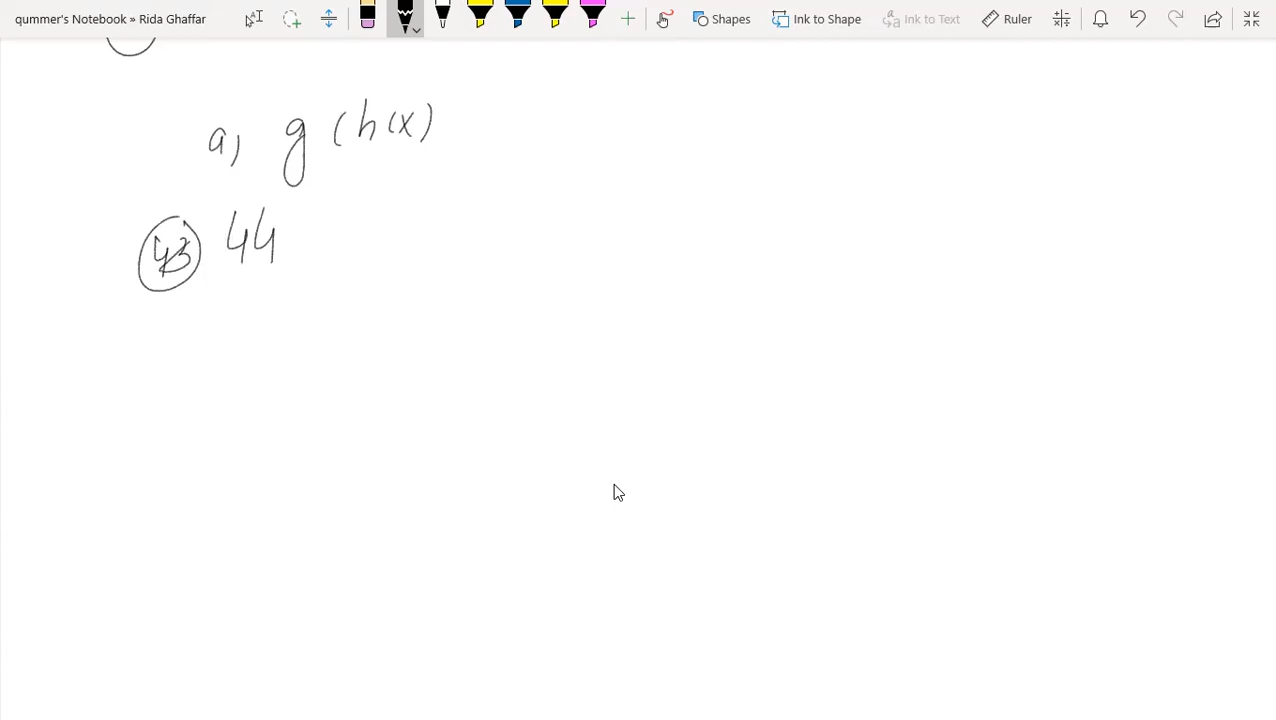 qummer's Notebook » Rida Ghaffar
Shapes
Ink to Shape
Ink to Text
Ruler
a) g (h(x)
43 44